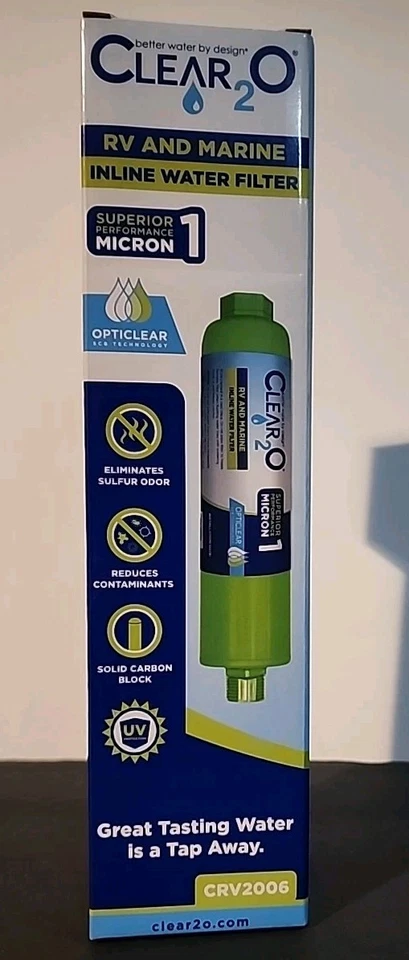 better water by design®
CLEAR2O®
RV AND MARINE
INLINE WATER FILTER
SUPERIOR
PERFORMANCE
MICRON 1
OPTICLEAR
SCB TECHNOLOGY
ELIMINATES
SULFUR ODOR
REDUCES
CONTAMINANTS
SOLID CARBON
BLOCK
UV
CLEAR2O®
RV AND MARINE
INLINE WATER FILTER
SUPERIOR
PERFORMANCE
MICRON 1
OPTICLEAR
Great Tasting Water
is a Tap Away.
CRV2006
clear2o.com